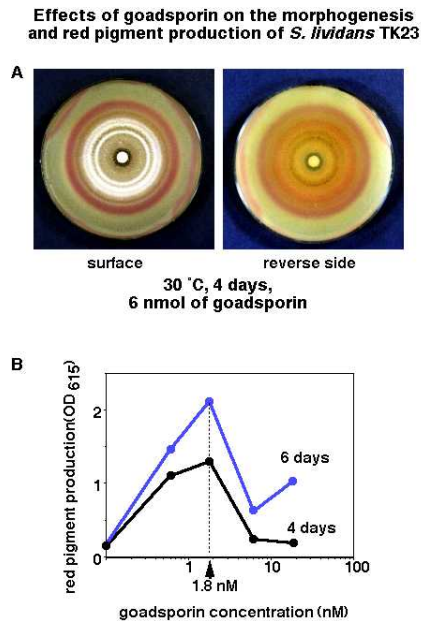 Effects of goadsporin on the morphogenesis
and red pigment production of S. lividans TK23
A
surface
reverse side
30 °C, 4 days,
6 nmol of goadsporin
B
red pigment production(OD 615)
2
1
0
6 days
4 days
1
10
100
1.8 nM
goadsporin concentration (nM)